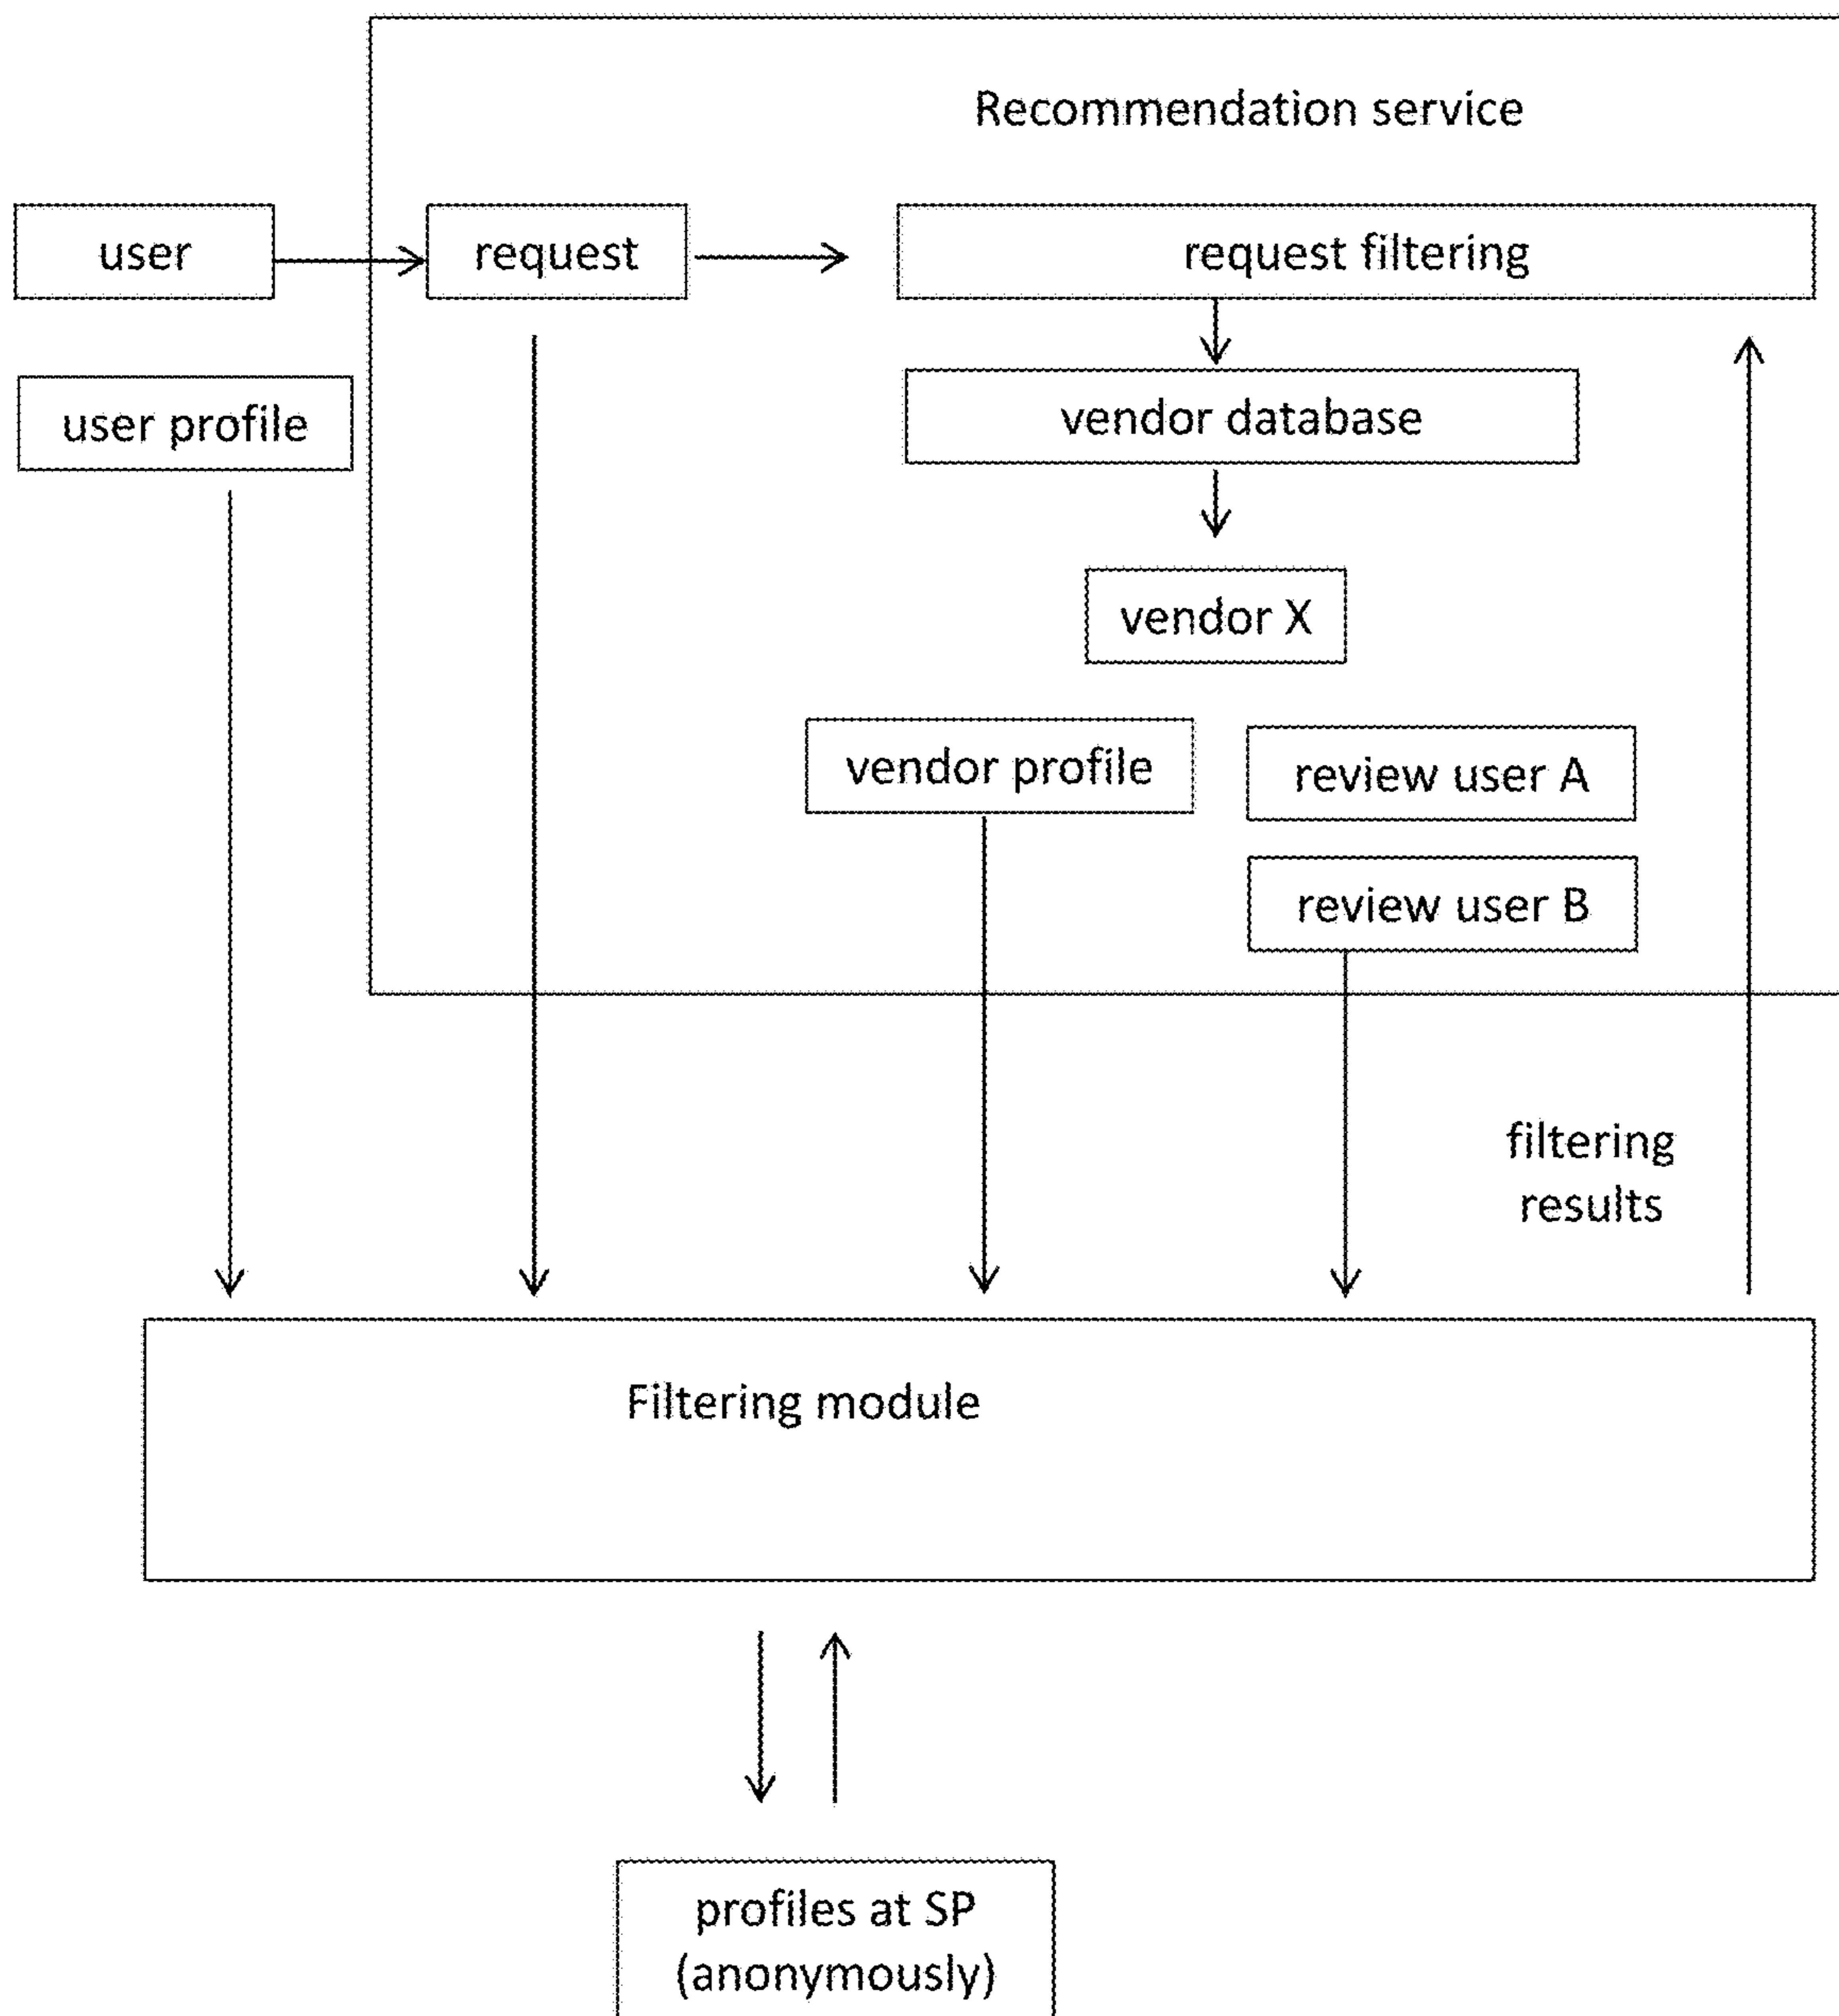 Recommendation service
user
request
request filtering
user profile
vendor database
vendor X
vendor profile
review user A
review user B
filtering
results
Filtering module
profiles at SP
(anonymously)